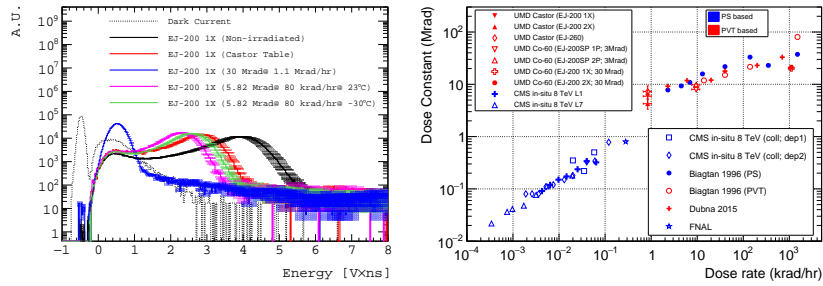 A.U.
Dark Current
EJ-200 1X (Non-irradiated)
EJ-200 1X (Castor Table)
EJ-200 1X (30 Mrad@ 1.1 Mrad/hr)
EJ-200 1X (5.82 Mrad@ 80 krad/hr@ 23°C)
EJ-200 1X (5.82 Mrad@ 80 krad/hr@ -30°C)
10⁹
10⁸
10⁷
10⁶
10⁵
10⁴
10³
10²
10
1
−1 0 1 2 3 4 5 6 7 8
Energy [V×ns]
Dose Constant (Mrad)
10³
10²
10
1
10⁻¹
10⁻²
UMD Castor (EJ-200 1X)
UMD Castor (EJ-200 2X)
UMD Castor (EJ-260)
UMD Co-60 (EJ-200SP 1P; 3Mrad)
UMD Co-60 (EJ-200SP 2P; 3Mrad)
UMD Co-60 (EJ-200 1X; 30 Mrad)
UMD Co-60 (EJ-200 2X; 30 Mrad)
CMS in-situ 8 TeV L1
CMS in-situ 8 TeV L7
PS based
PVT based
CMS in-situ 8 TeV (coll; dep1)
CMS in-situ 8 TeV (coll; dep2)
Biagtan 1996 (PS)
Biagtan 1996 (PVT)
Dubna 2015
FNAL
10⁻⁴ 10⁻³ 10⁻² 10⁻¹ 1 10 10² 10³
Dose rate (krad/hr)